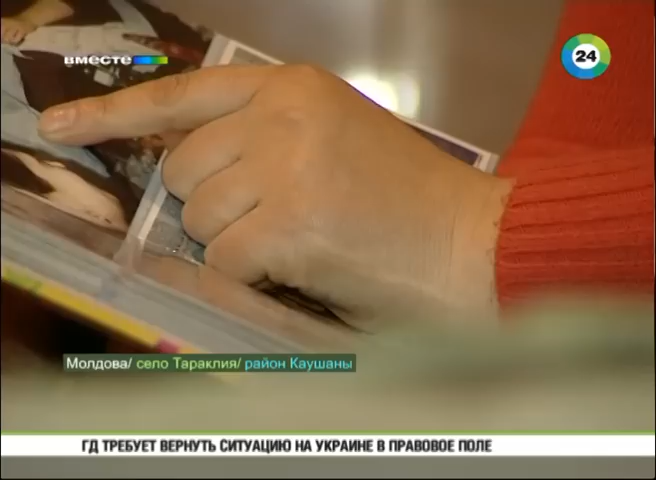 вместе
24
Молдова/ село Тараклия/ район Каушаны
ГД ТРЕБУЕТ ВЕРНУТЬ СИТУАЦИЮ НА УКРАИНЕ В ПРАВОВОЕ ПОЛЕ